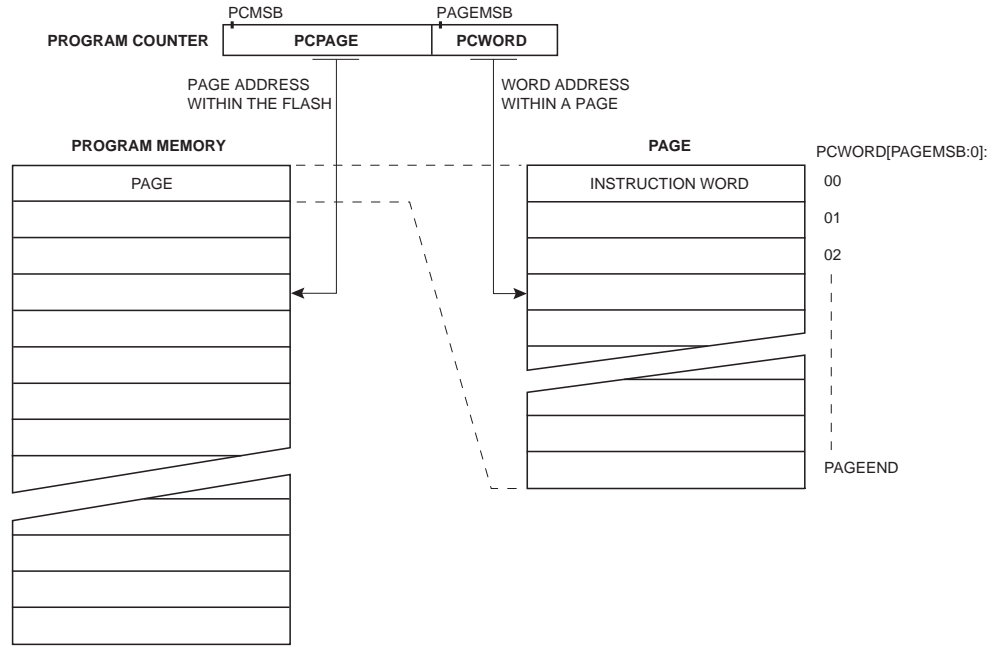 PCMSB PAGEMSB
PROGRAM COUNTER PCPAGE PCWORD
PAGE ADDRESS
WITHIN THE FLASH
WORD ADDRESS
WITHIN A PAGE
PROGRAM MEMORY
PAGE
PAGE
INSTRUCTION WORD
PCWORD[PAGEMSB:0]:
00
01
02
PAGEEND